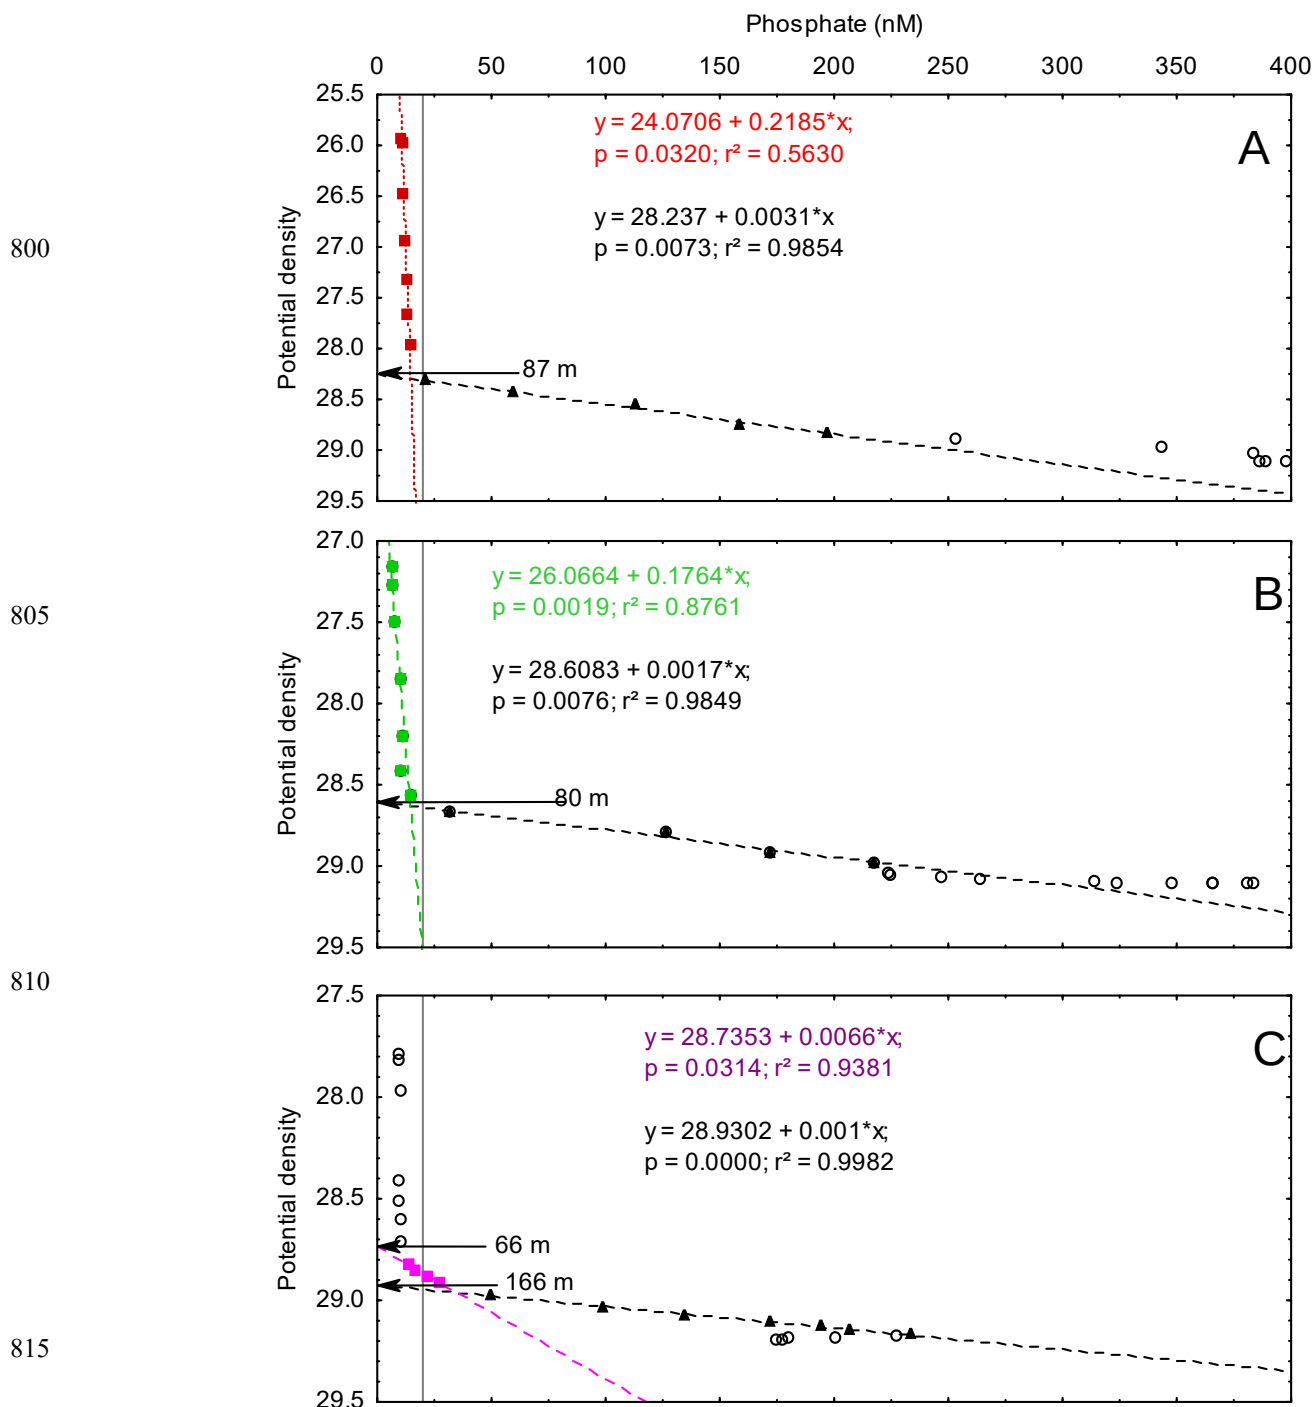 Phosphate (nM)
0 50 100 150 200 250 300 350 400
25.5
26.0
26.5
27.0
27.5
28.0
28.5
29.0
29.5
Potential density
800
y = 24.0706 + 0.2185*x;
p = 0.0320; r² = 0.5630
y = 28.237 + 0.0031*x
p = 0.0073; r² = 0.9854
A
87 m
27.0
27.5
28.0
28.5
29.0
29.5
Potential density
805
y = 26.0664 + 0.1764*x;
p = 0.0019; r² = 0.8761
y = 28.6083 + 0.0017*x;
p = 0.0076; r² = 0.9849
B
80 m
810
27.5
28.0
28.5
29.0
29.5
Potential density
y = 28.7353 + 0.0066*x;
p = 0.0314; r² = 0.9381
y = 28.9302 + 0.001*x;
p = 0.0000; r² = 0.9982
C
66 m
166 m
815